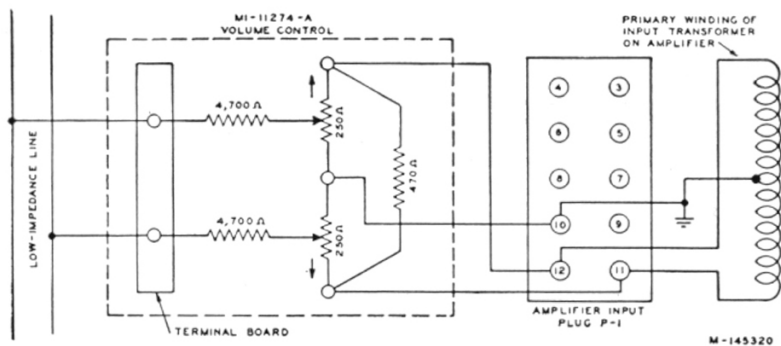 MI-11274-A
VOLUME CONTROL
PRIMARY WINDING OF
INPUT TRANSFORMER
ON AMPLIFIER
LOW-IMPEDANCE LINE
4,700 Ω
250 Ω
470 Ω
4,700 Ω
250 Ω
4 3
6 5
8 7
10 9
12 11
TERMINAL BOARD
AMPLIFIER INPUT
PLUG P-1
M-145320